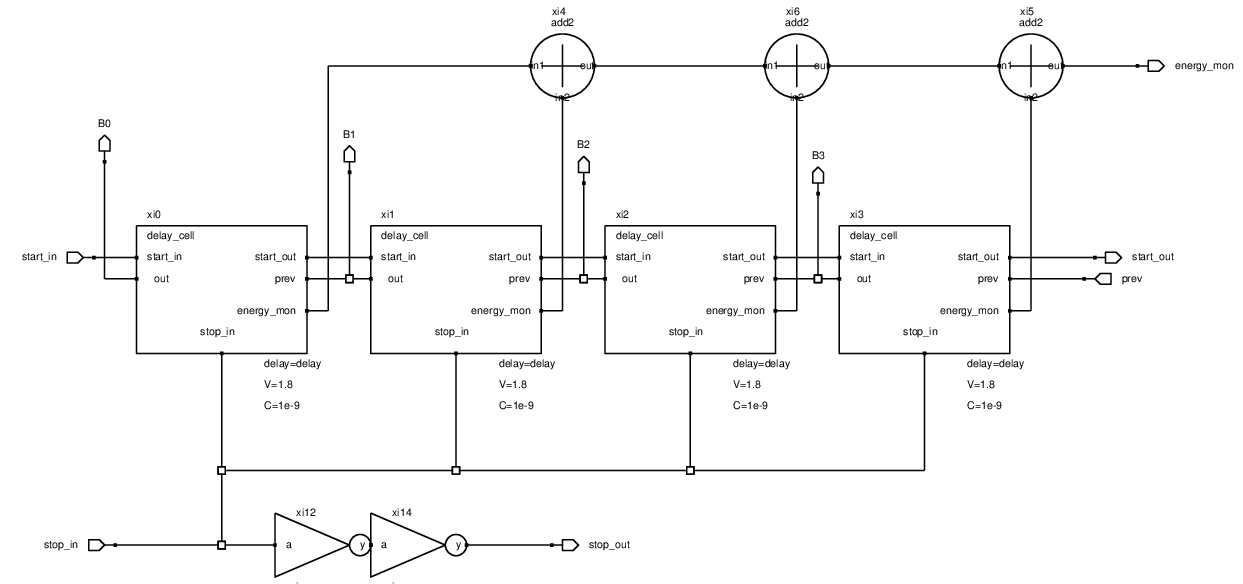 xi4 xi6 xi5
add2 add2 add2
in1 out in1 out in1 out energy_mon
in2 in2 in2
B0
B1
B2
B3
xi0 xi1 xi2 xi3
delay_cell delay_cell delay_cell delay_cell
start_in start_in start_out start_in start_out start_in start_out start_in start_out start_out
out prev out prev out prev out prev prev
energy_mon energy_mon energy_mon energy_mon
stop_in stop_in stop_in stop_in
delay=delay delay=delay delay=delay delay=delay
V=1.8 V=1.8 V=1.8 V=1.8
C=1e-9 C=1e-9 C=1e-9 C=1e-9
xi12 xi14
stop_in a y a y stop_out